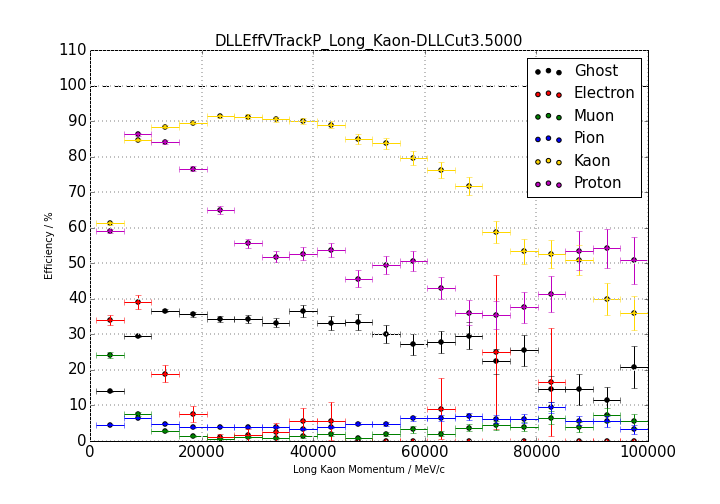 DLLEffVTrackP_Long_Kaon-DLLCut3.5000
110
100
90
80
70
60
50
40
30
20
10
0
Efficiency / %
Ghost
Electron
Muon
Pion
Kaon
Proton
0 20000 40000 60000 80000 100000
Long Kaon Momentum / MeV/c